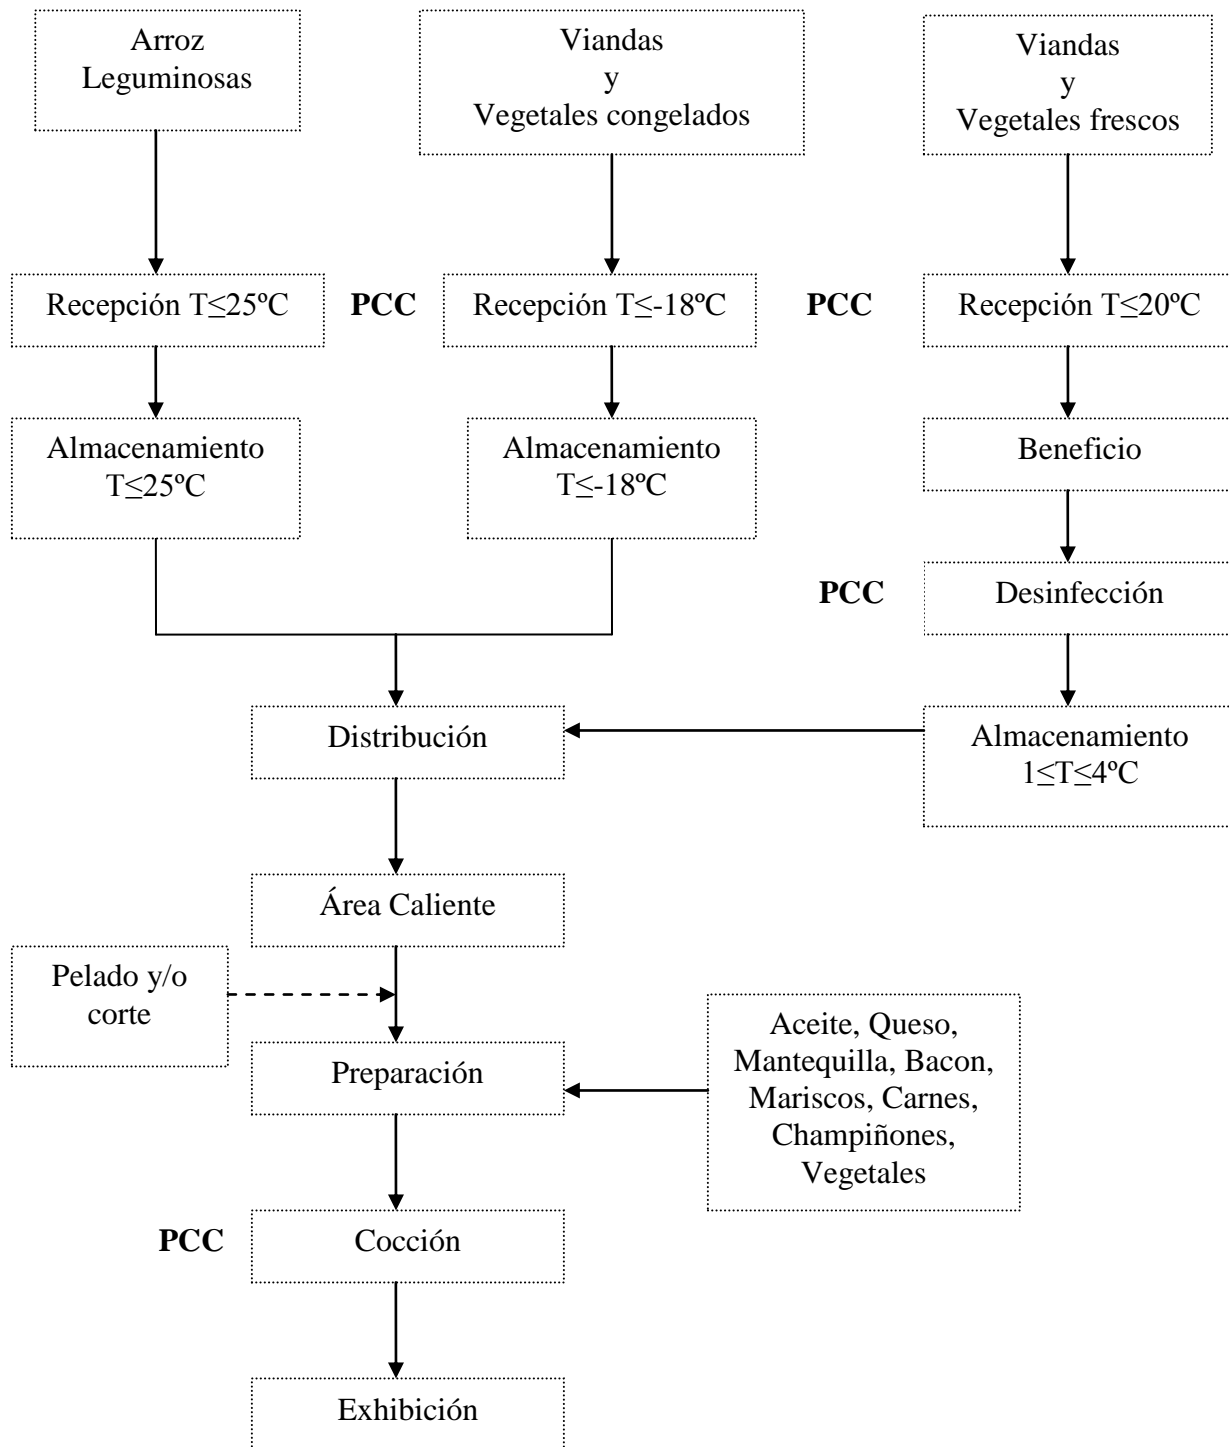 Arroz
Leguminosas
Viandas
y
Vegetales congelados
Viandas
y
Vegetales frescos
Recepción T≤25ºC
PCC
Recepción T≤-18ºC
PCC
Recepción T≤20ºC
Almacenamiento
T≤25ºC
Almacenamiento
T≤-18ºC
Beneficio
PCC
Desinfección
Distribución
Almacenamiento
1≤T≤4ºC
Área Caliente
Pelado y/o
corte
Preparación
Aceite, Queso,
Mantequilla, Bacon,
Mariscos, Carnes,
Champiñones,
Vegetales
PCC
Cocción
Exhibición